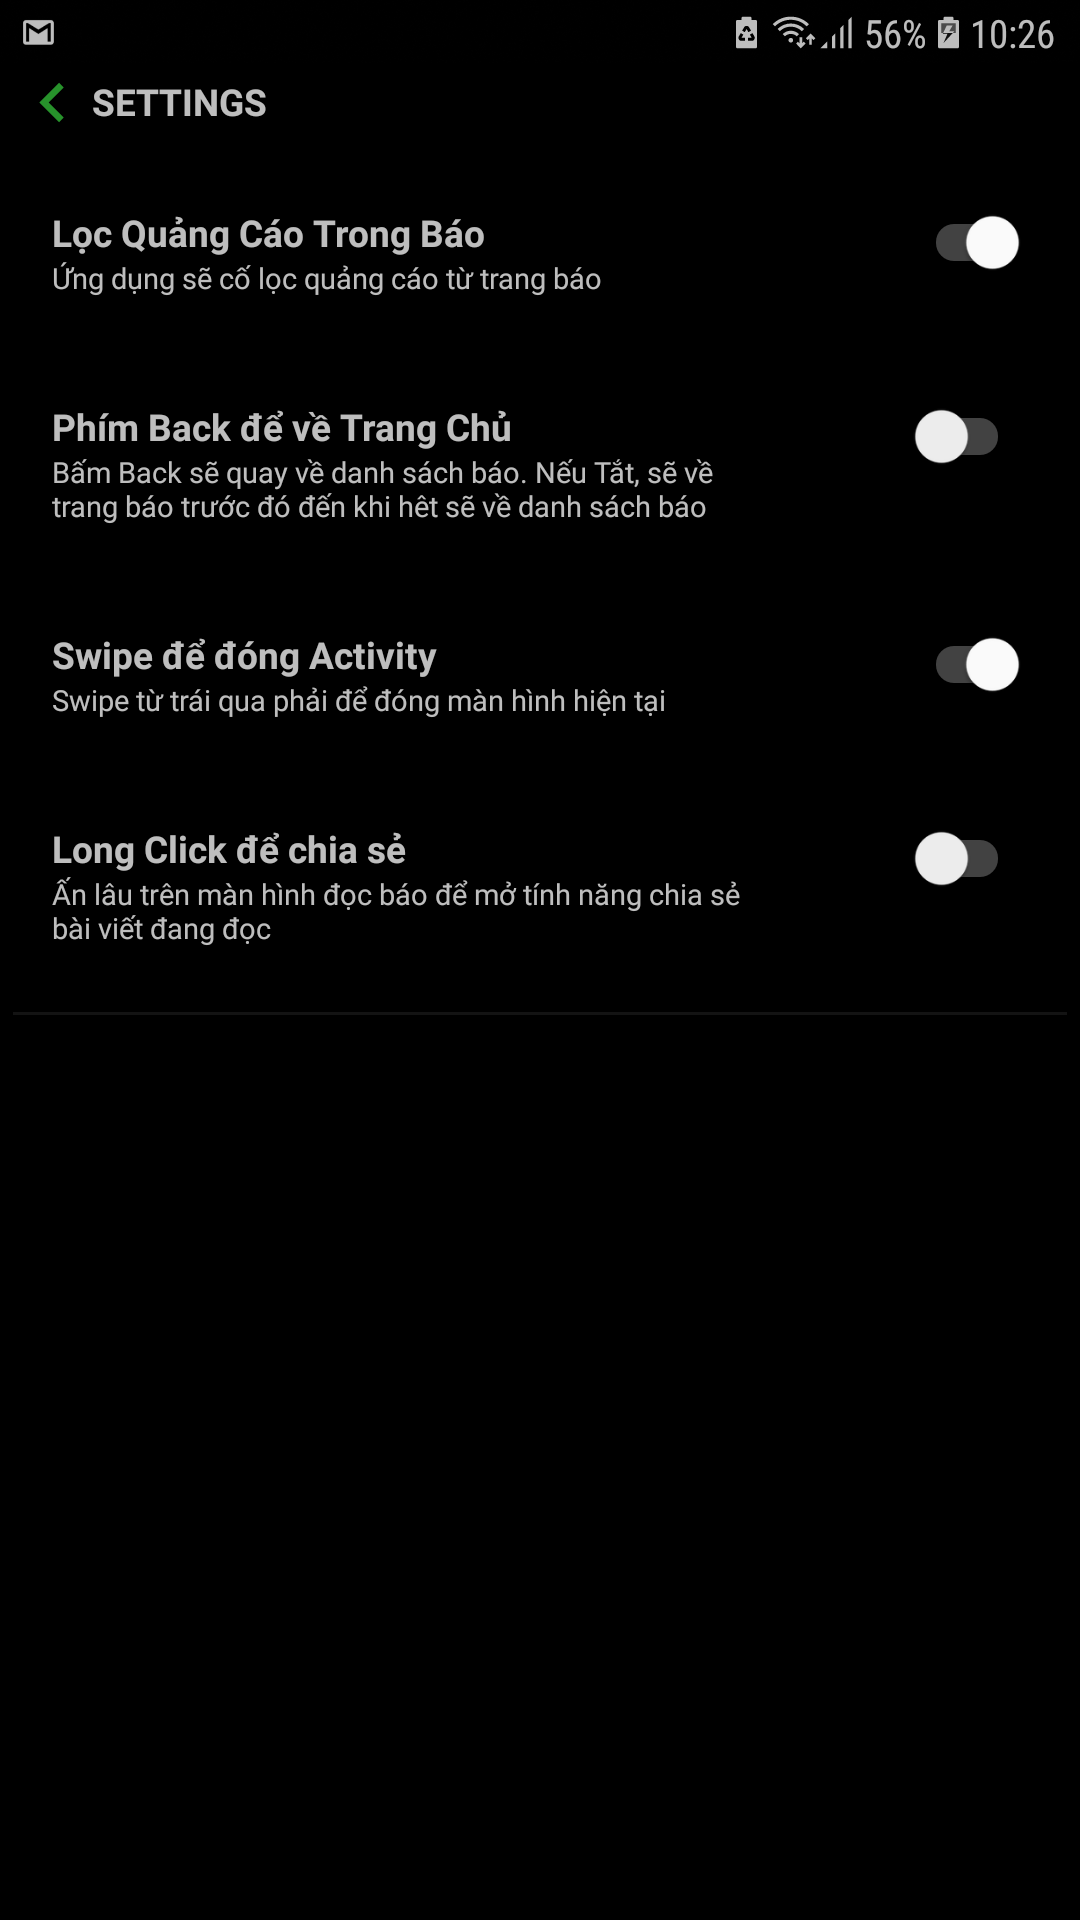 56% 10:26
SETTINGS
Lọc Quảng Cáo Trong Báo
Ứng dụng sẽ cố lọc quảng cáo từ trang báo
Phím Back để về Trang Chủ
Bấm Back sẽ quay về danh sách báo. Nếu Tắt, sẽ về
trang báo trước đó đến khi hêt sẽ về danh sách báo
Swipe để đóng Activity
Swipe từ trái qua phải để đóng màn hình hiện tại
Long Click để chia sẻ
Ấn lâu trên màn hình đọc báo để mở tính năng chia sẻ
bài viết đang đọc